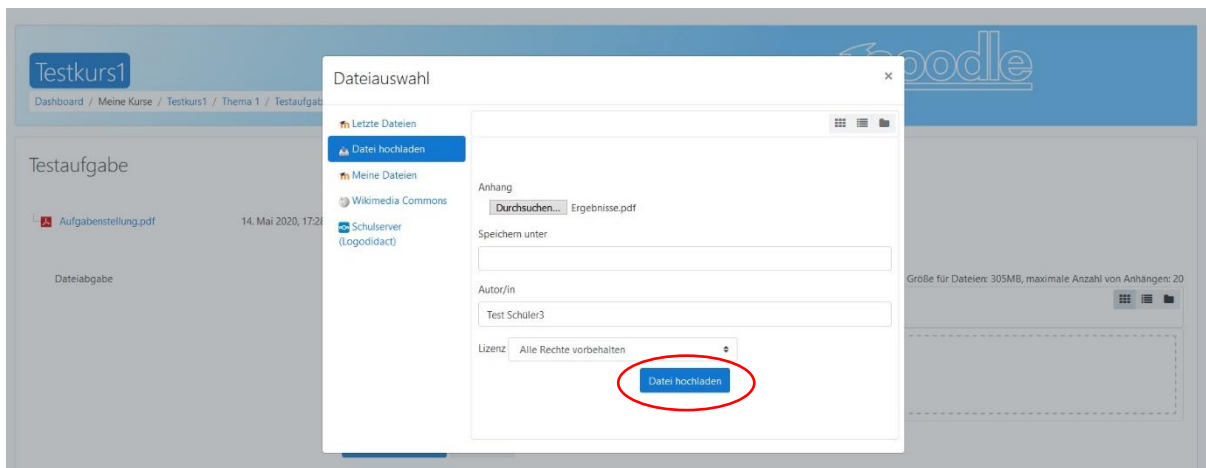 Testkurs1
Dashboard / Meine Kurse / Testkurs1 / Thema 1 / Testaufgab
moodle
Testaufgabe
Aufgabenstellung.pdf 14. Mai 2020, 17:28
Dateiabgabe
Größe für Dateien: 305MB, maximale Anzahl von Anhängen: 20
Dateiauswahl ×
Letzte Dateien
Datei hochladen
Meine Dateien
Wikimedia Commons
Schulserver
(Logodidact)
Anhang
Durchsuchen... Ergebnisse.pdf
Speichern unter
Autor/in
Test Schüler3
Lizenz Alle Rechte vorbehalten
Datei hochladen